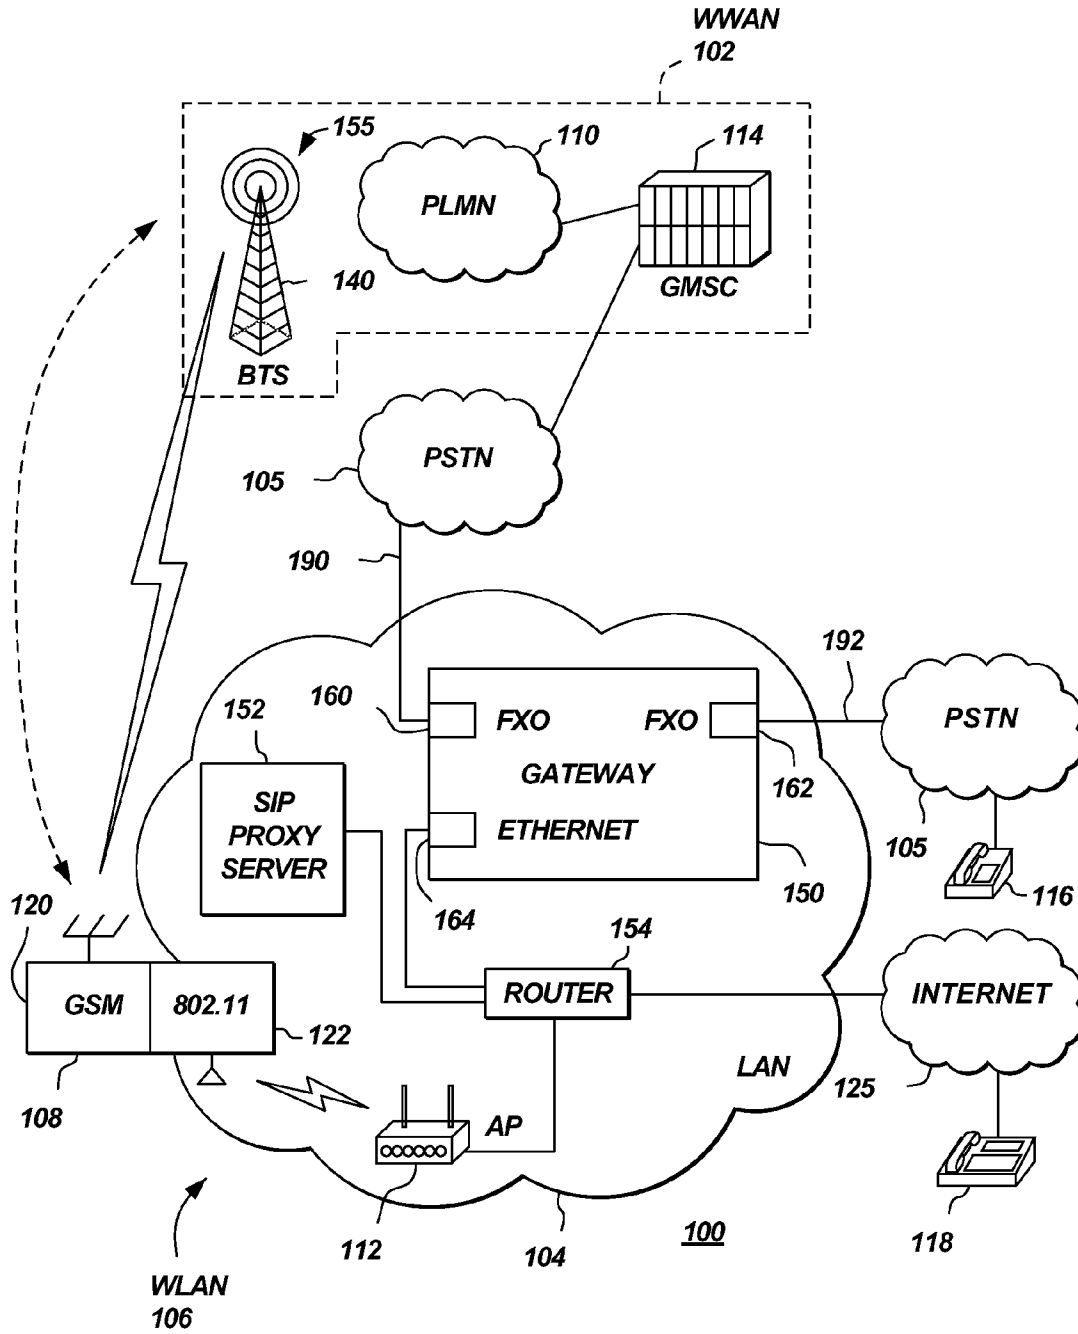 WWAN
102
155
110
114
PLMN
140
GMSC
BTS
PSTN
105
190
192
160
152
FXO
FXO
PSTN
162
GATEWAY
SIP
PROXY
SERVER
ETHERNET
105
150
116
120
164
154
GSM
802.11
ROUTER
INTERNET
122
LAN
125
108
AP
118
112
104
100
WLAN
106